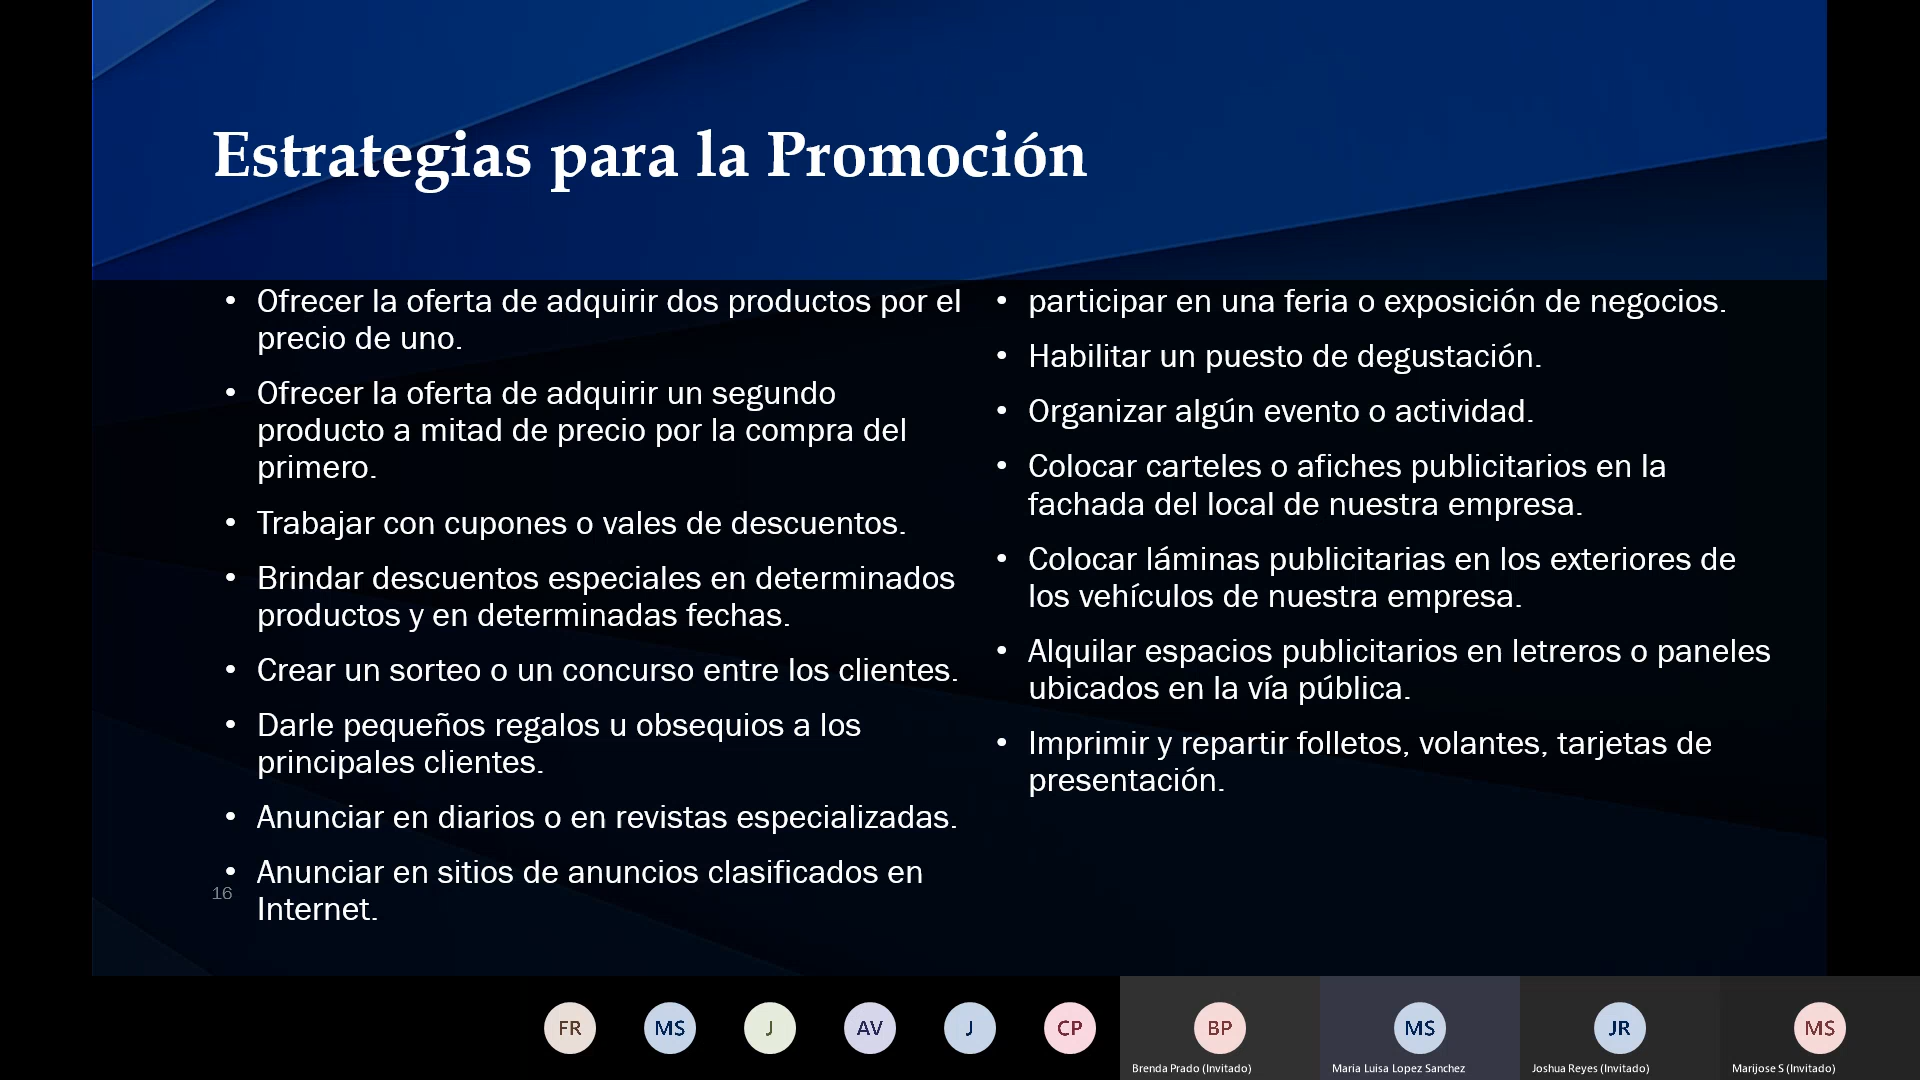 Estrategias para la Promoción
• Ofrecer la oferta de adquirir dos productos por el
precio de uno.
• Ofrecer la oferta de adquirir un segundo
producto a mitad de precio por la compra del
primero.
• Trabajar con cupones o vales de descuentos.
• Brindar descuentos especiales en determinados
productos y en determinadas fechas.
• Crear un sorteo o un concurso entre los clientes.
• Darle pequeños regalos u obsequios a los
principales clientes.
• Anunciar en diarios o en revistas especializadas.
• Anunciar en sitios de anuncios clasificados en
Internet.
16
• participar en una feria o exposición de negocios.
• Habilitar un puesto de degustación.
• Organizar algún evento o actividad.
• Colocar carteles o afiches publicitarios en la
fachada del local de nuestra empresa.
• Colocar láminas publicitarias en los exteriores de
los vehículos de nuestra empresa.
• Alquilar espacios publicitarios en letreros o paneles
ubicados en la vía pública.
• Imprimir y repartir folletos, volantes, tarjetas de
presentación.
FR MS J AV J CP BP MS JR MS
Brenda Prado (Invitado) Maria Luisa Lopez Sanchez Joshua Reyes (Invitado) Marijose S (Invitado)